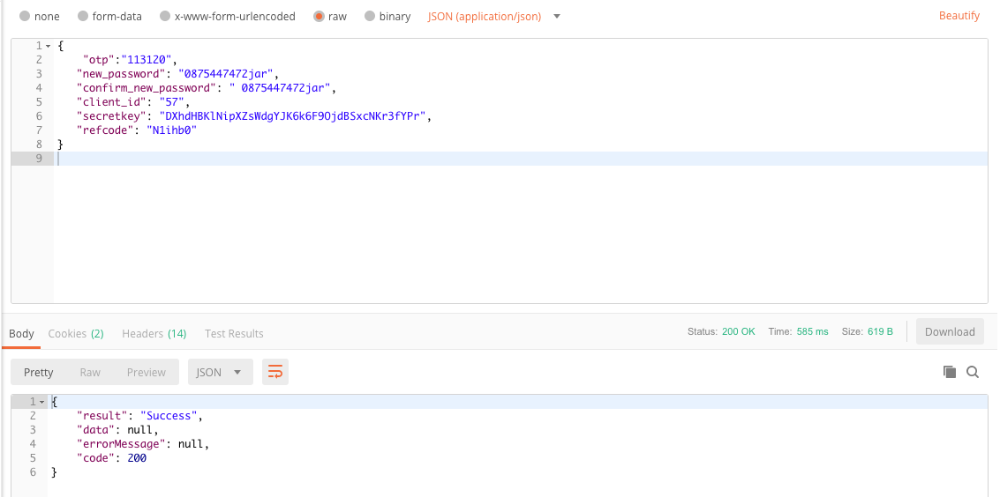 none form-data x-www-form-urlencoded raw binary JSON (application/json) Beautify
1 {
2 "otp":"113120",
3 "new_password": "0875447472jar",
4 "confirm_new_password": " 0875447472jar",
5 "client_id": "57",
6 "secretkey": "DXhdHBKlNipXZsWdgYJK6k6F9OjdBSxcNKr3fYPr",
7 "refcode": "N1ihb0"
8 }
9
Body Cookies (2) Headers (14) Test Results Status: 200 OK Time: 585 ms Size: 619 B Download
Pretty Raw Preview JSON
1 {
2 "result": "Success",
3 "data": null,
4 "errorMessage": null,
5 "code": 200
6 }